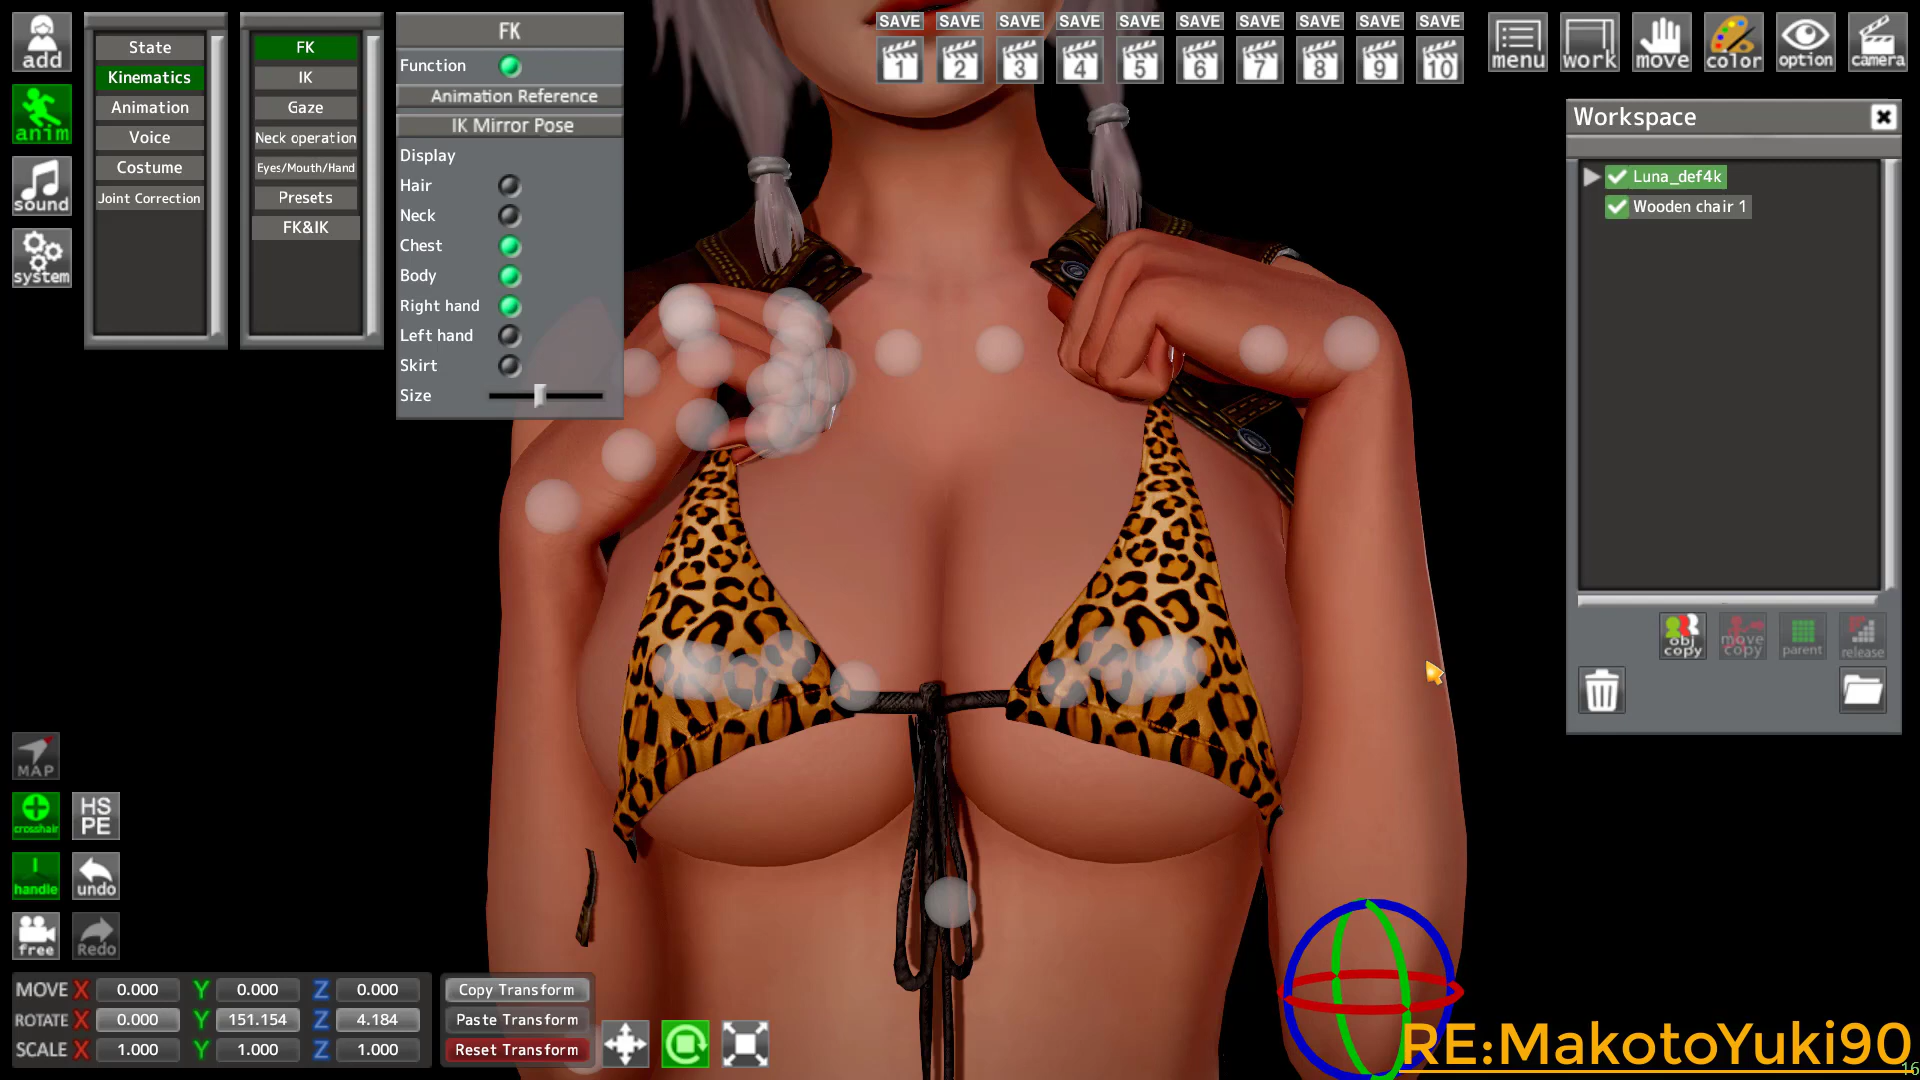 add
anim
sound
system
State
Kinematics
Animation
Voice
Costume
Joint Correction
FK
IK
Gaze
Neck operation
Eyes/Mouth/Hand
Presets
FK&IK
FK
Function
Animation Reference
IK Mirror Pose
Display
Hair
Neck
Chest
Body
Right hand
Left hand
Skirt
Size
SAVE SAVE SAVE SAVE SAVE SAVE SAVE SAVE SAVE SAVE
1 2 3 4 5 6 7 8 9 10
menu work move color option camera
Workspace
Luna_def4k
Wooden chair 1
obj copy
move copy
parent
release
MAP
crosshair
HS PE
handle
undo
free
Redo
MOVE X 0.000 Y 0.000 Z 0.000
ROTATE X 0.000 Y 151.154 Z 4.184
SCALE X 1.000 Y 1.000 Z 1.000
Copy Transform
Paste Transform
Reset Transform
RE:MakotoYuki90
16